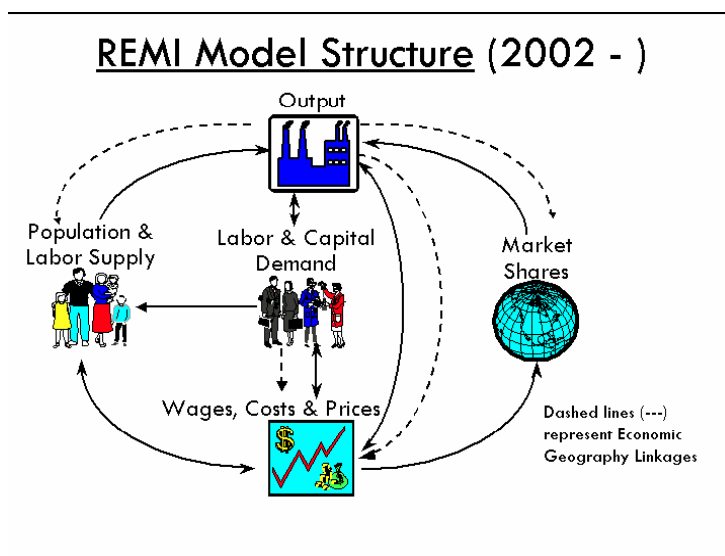 REMI Model Structure (2002 - )
Output
Population &
Labor Supply
Labor & Capital
Demand
Market
Shares
Wages, Costs & Prices
$
$
Dashed lines (---)
represent Economic
Geography Linkages